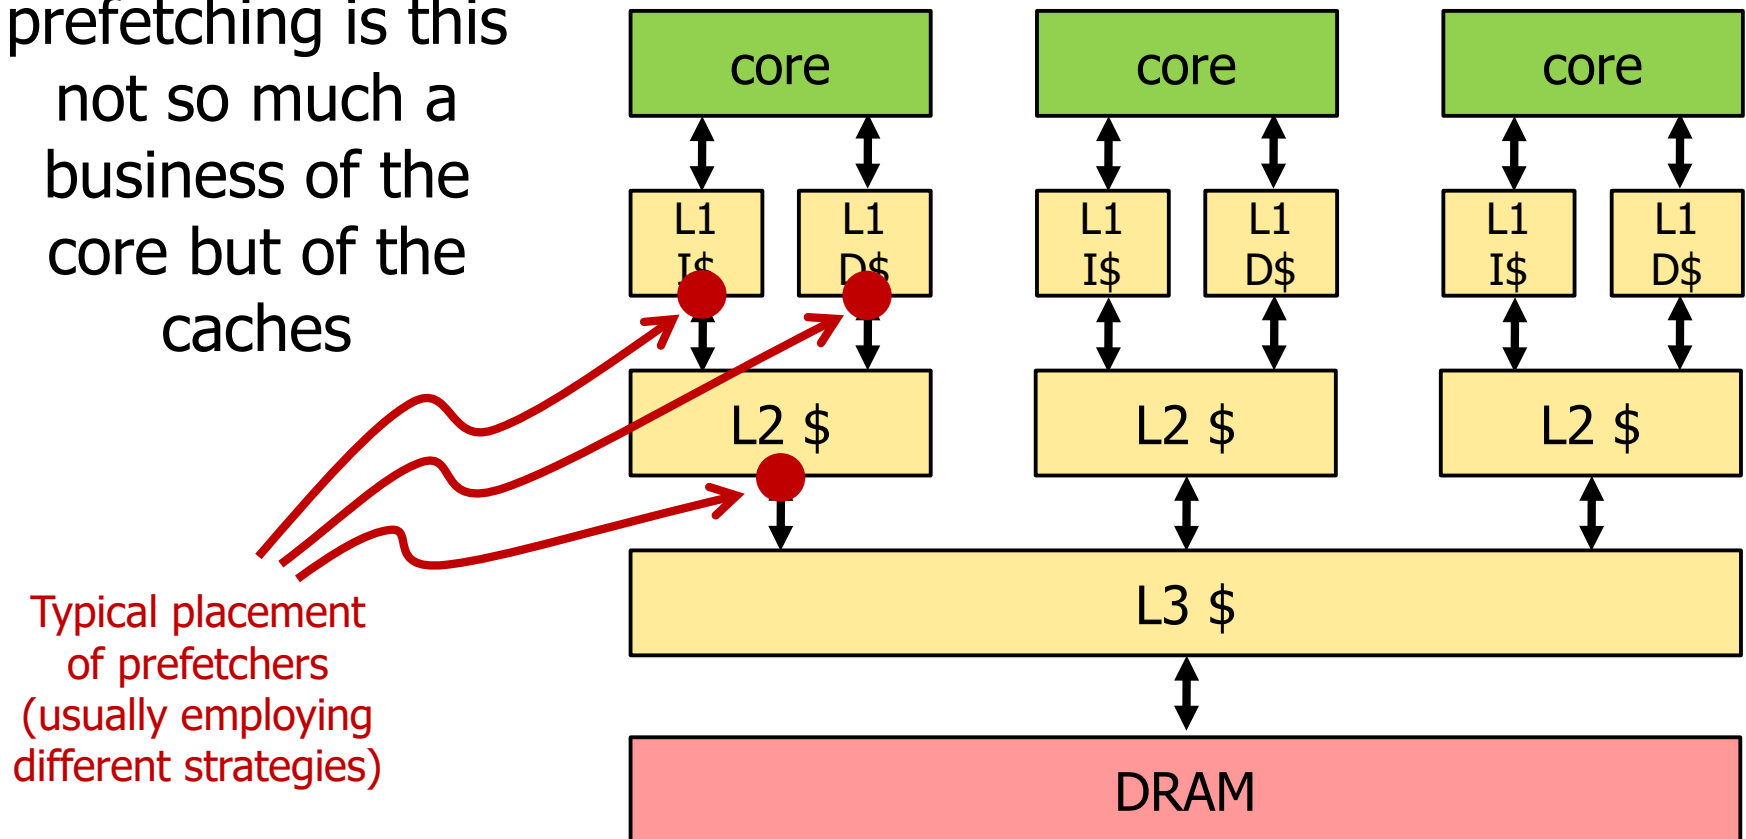 prefetching is this
not so much a
business of the
core but of the
caches
core
core
core
L1
I$
L1
D$
L1
I$
L1
D$
L1
I$
L1
D$
L2 $
L2 $
L2 $
L3 $
DRAM
Typical placement
of prefetchers
(usually employing
different strategies)